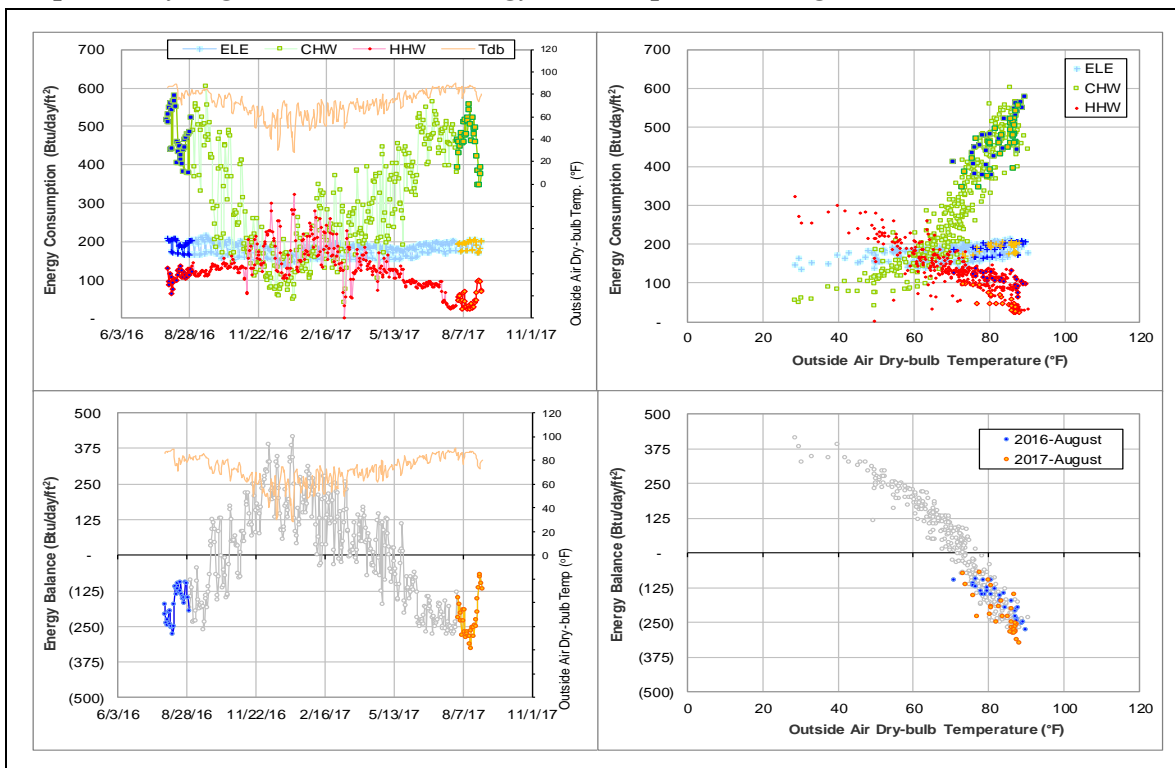 ELE CHW HHW Tdb
Energy Consumption (Btu/day/ft²)
700
600
500
400
300
200
100
-
6/3/16 8/28/16 11/22/16 2/16/17 5/13/17 8/7/17 11/1/17
120
100
80
60
40
20
0
Outside Air Dry-bulb Temp. (°F)
Energy Consumption (Btu/day/ft²)
700
600
500
400
300
200
100
-
0 20 40 60 80 100 120
Outside Air Dry-bulb Temperature (°F)
ELE
CHW
HHW
Energy Balance (Btu/day/ft²)
500
375
250
125
-
(125)
(250)
(375)
(500)
6/3/16 8/28/16 11/22/16 2/16/17 5/13/17 8/7/17 11/1/17
120
100
80
60
40
20
0
Outside Air Dry-bulb Temp (°F)
Energy Balance (Btu/day/ft²)
500
375
250
125
-
(125)
(250)
(375)
(500)
0 20 40 60 80 100 120
Outside Air Dry-bulb Temperature (°F)
2016-August
2017-August